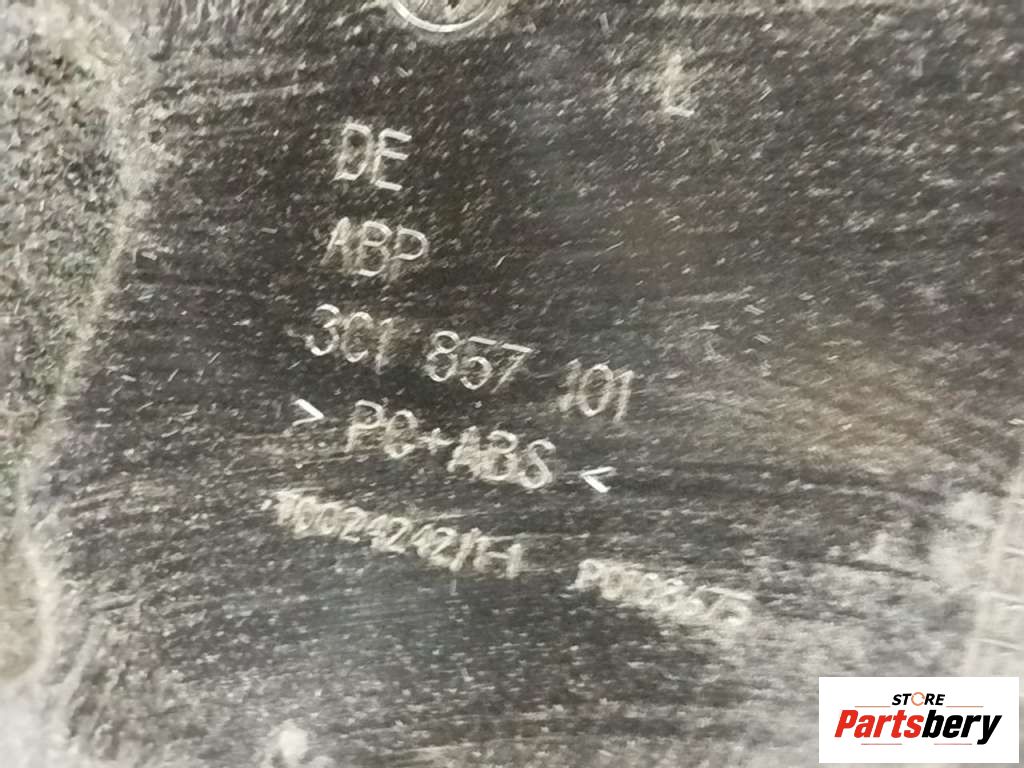 L
DE
ABP
3C1 857 101
> PC+ABS <
STORE
Partsbery